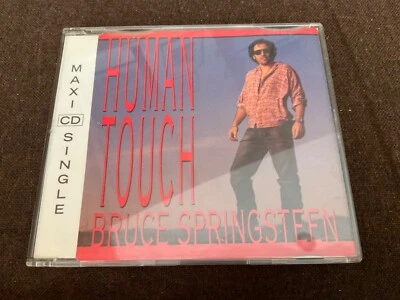 MAXI CD SINGLE
HUMAN
TOUCH
BRUCE SPRINGSTEEN